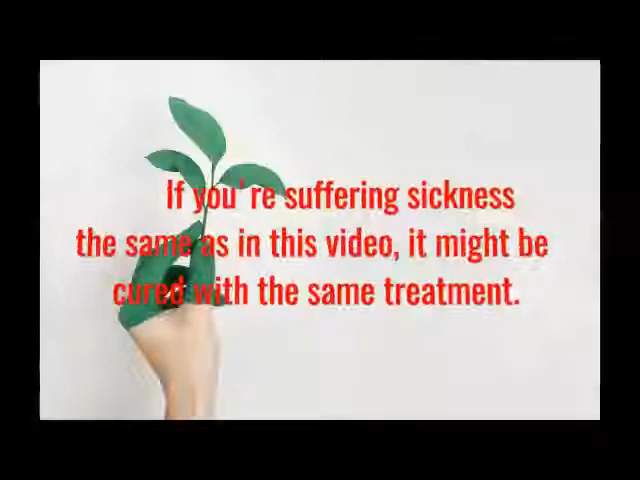 If you're suffering sickness
the same as in this video, it might be
cured with the same treatment.